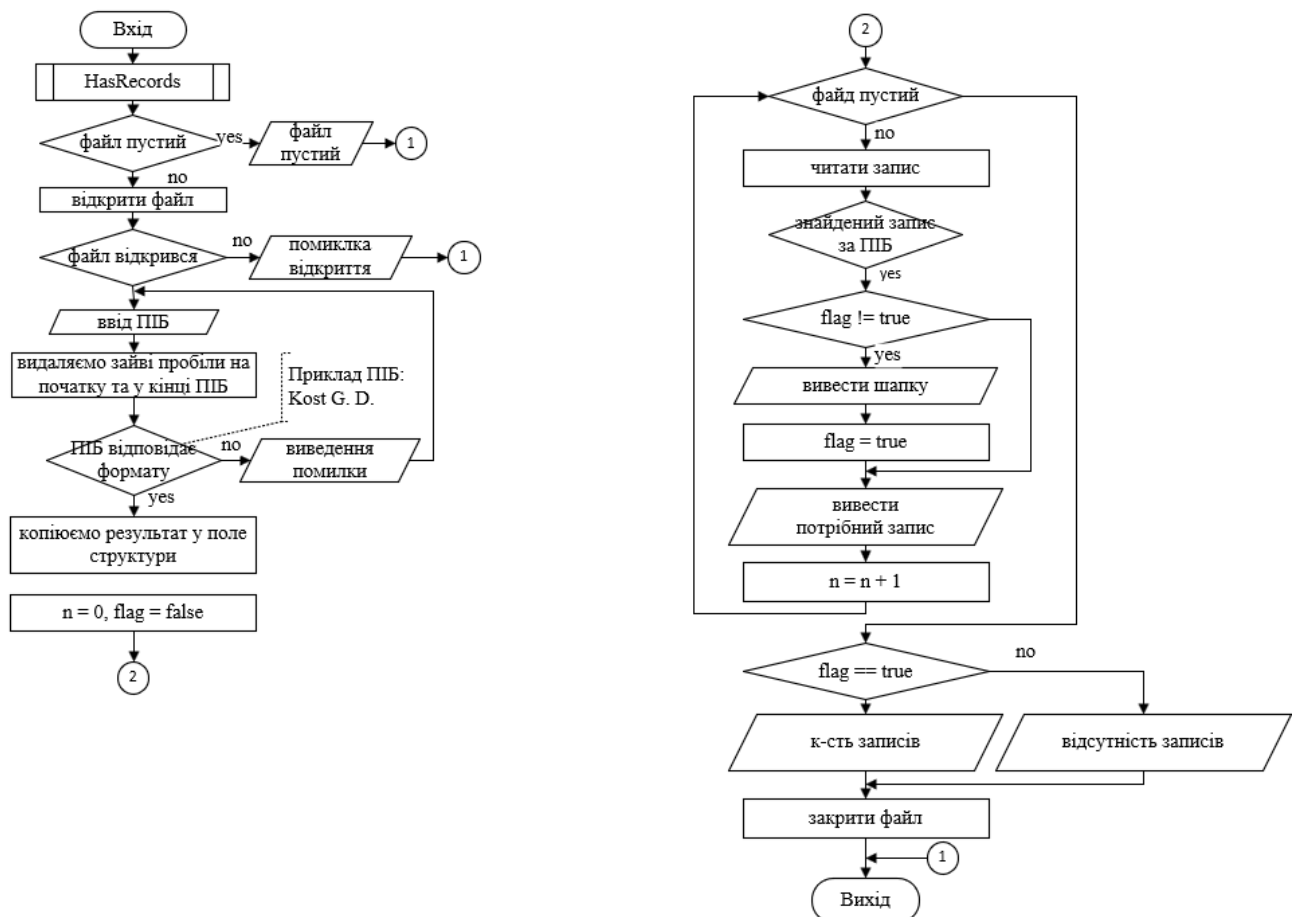 Вхід
HasRecords
файл пустий
yes
файл
пустий
1
no
відкрити файл
файл відкрився
no
помиклка
відкриття
1
ввід ПІБ
видаляємо зайві пробіли на
початку та у кінці ПІБ
Приклад ПІБ:
Kost G. D.
ПІБ відповідає
формату
no
виведення
помилки
yes
копіюємо результат у поле
структури
n = 0, flag = false
2
2
файд пустий
no
читати запис
знайдений запис
за ПІБ
yes
flag != true
yes
вивести шапку
flag = true
вивести
потрібний запис
n = n + 1
flag == true
no
к-сть записів
відсутність записів
закрити файл
1
Вихід